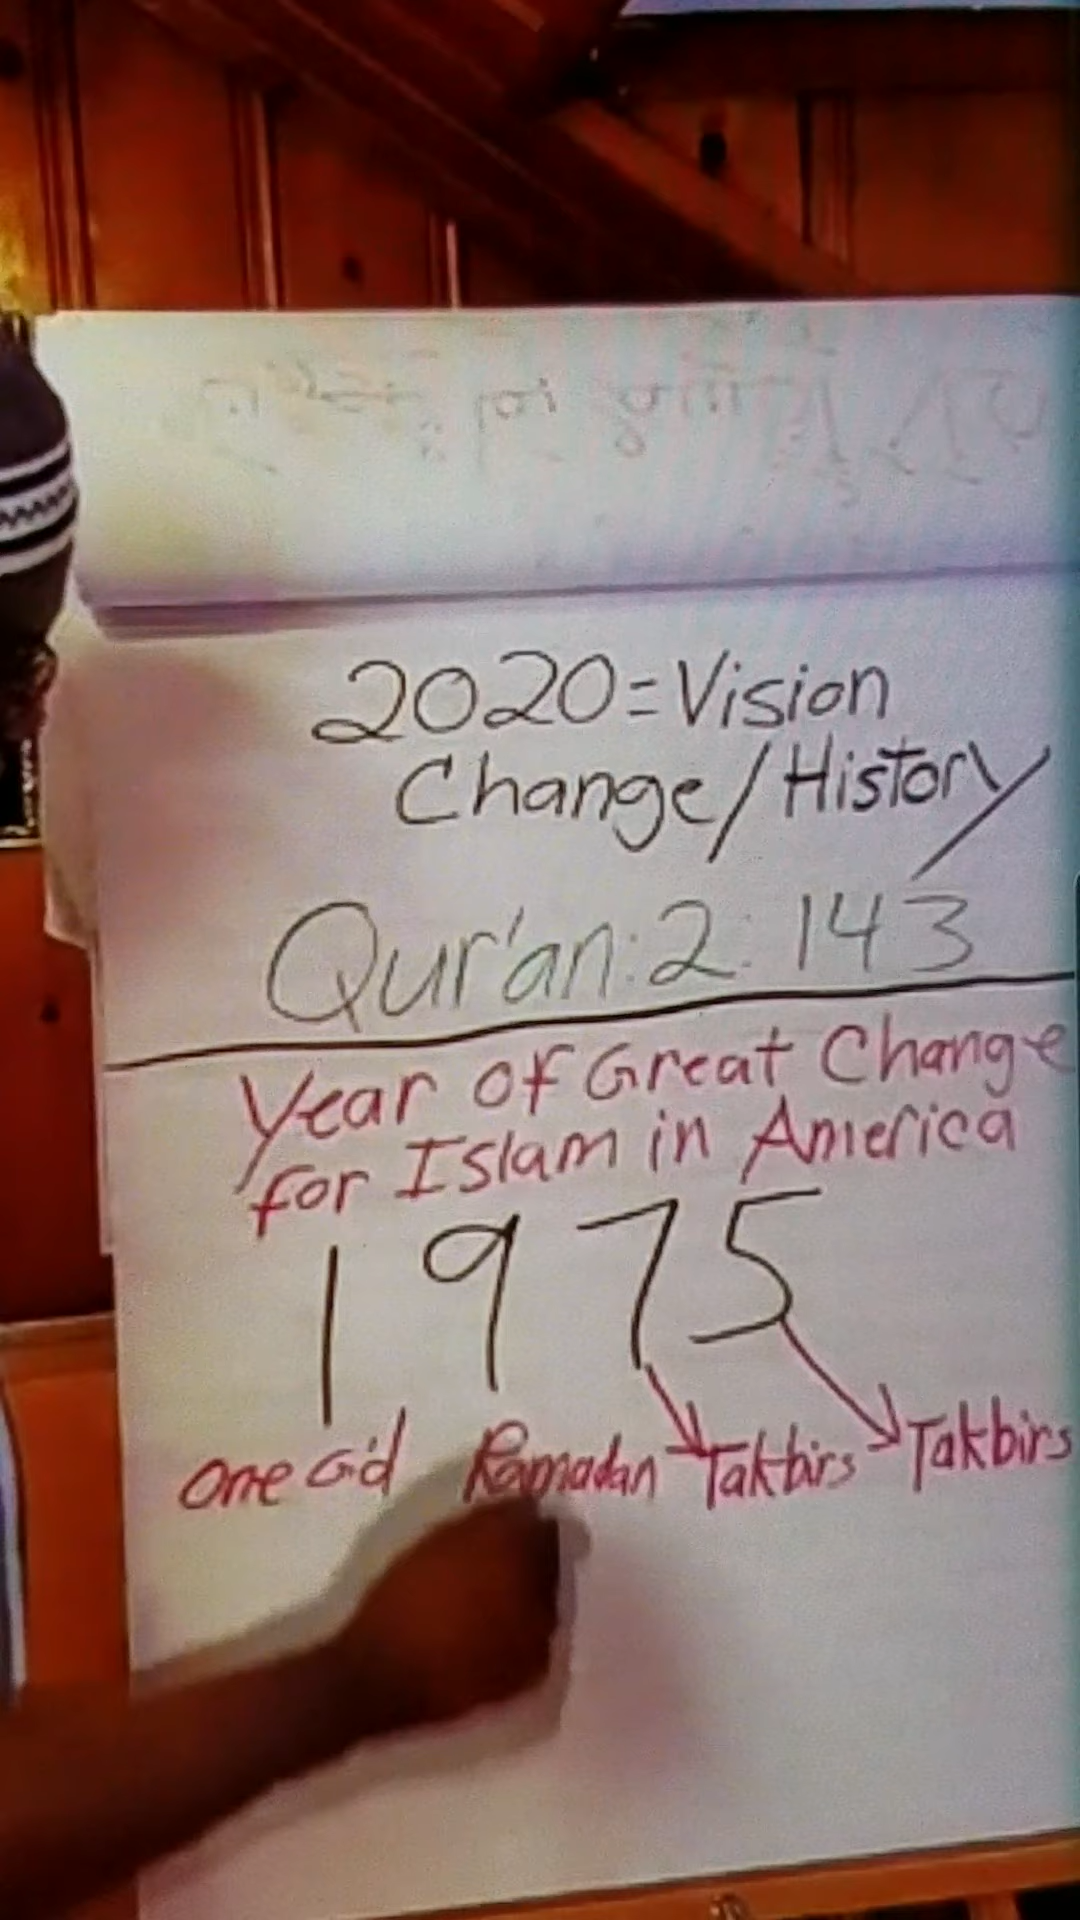 2020=Vision
Change/History
Qur'an:2:143
Year of Great Change
for Islam in America
1975
one Gid Ramadan Takbirs Takbirs